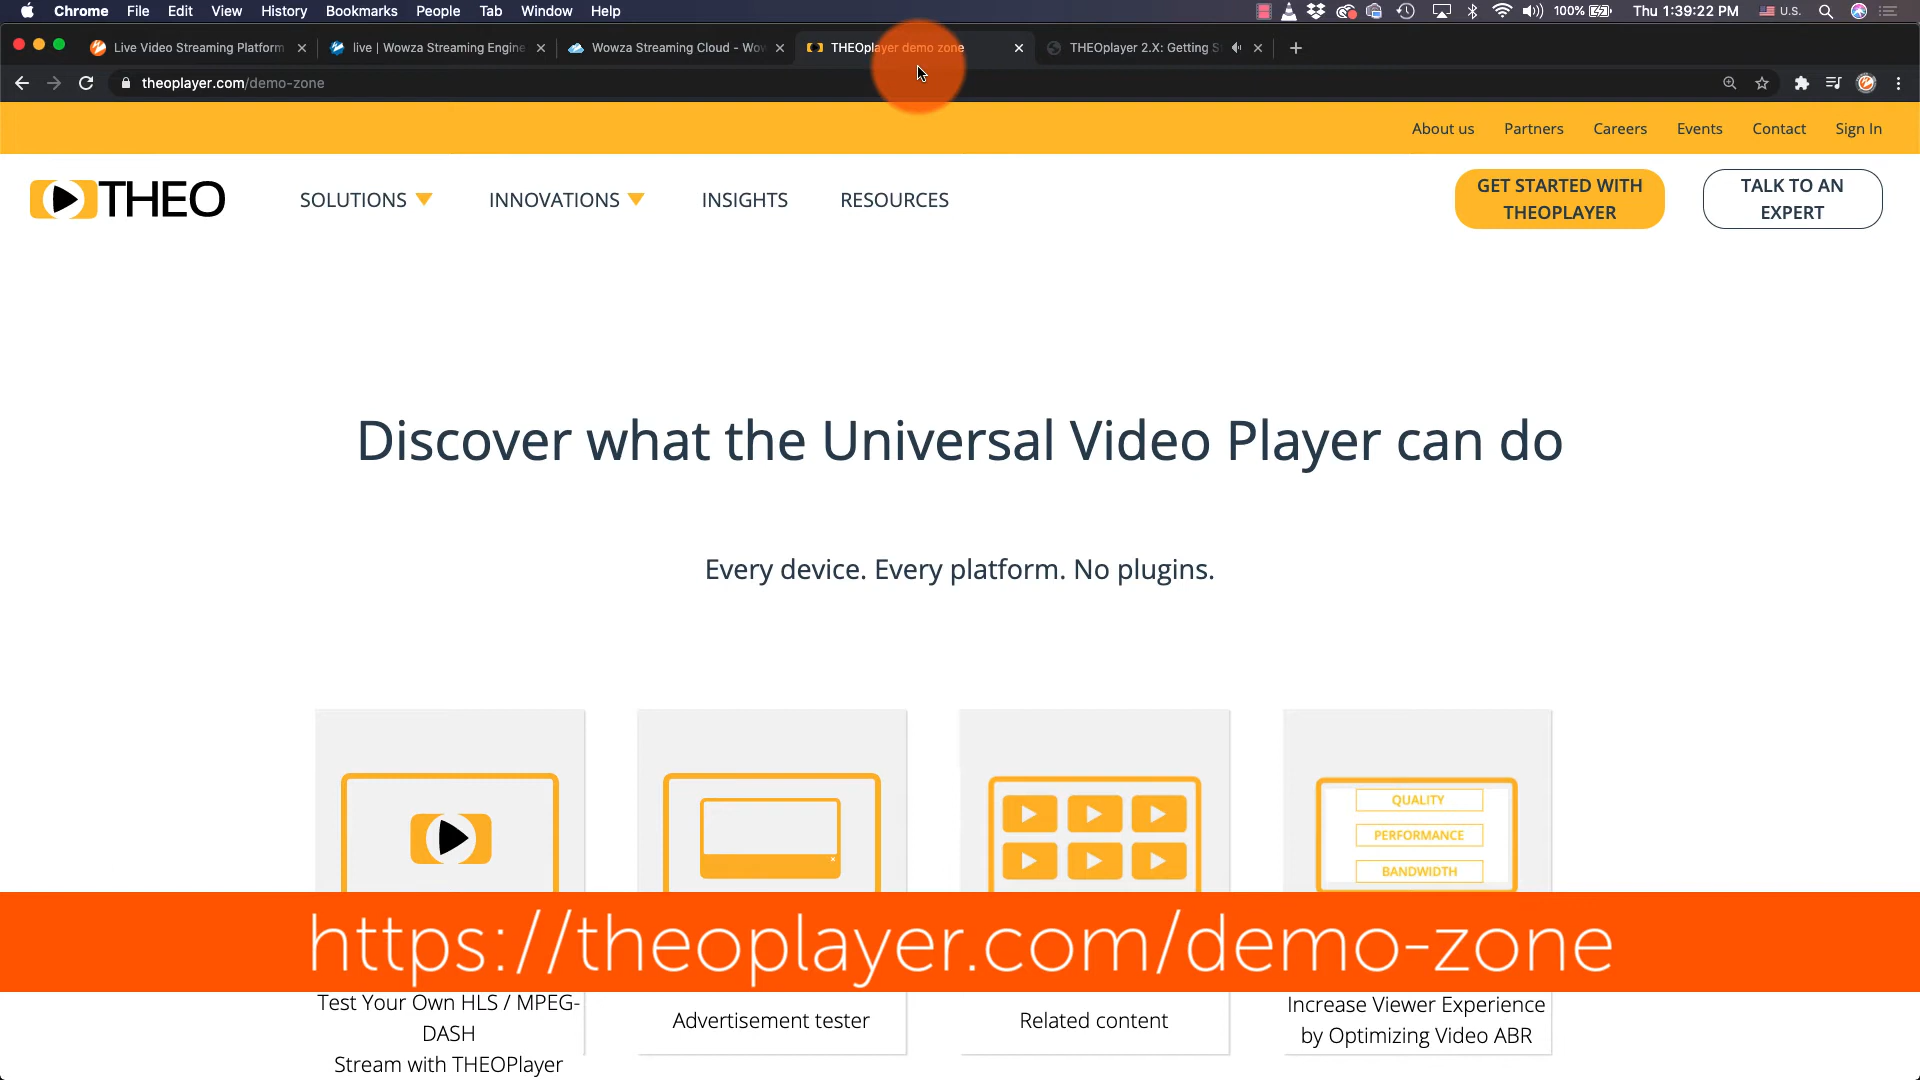 Chrome File Edit View History Bookmarks People Tab Window Help 100% Thu 1:39:22 PM U.S.
Live Video Streaming Platform live | Wowza Streaming Engine Wowza Streaming Cloud - Wow THEOplayer demo zone THEOplayer 2.X: Getting S
theoplayer.com/demo-zone
About us Partners Careers Events Contact Sign In
THEO SOLUTIONS INNOVATIONS INSIGHTS RESOURCES
GET STARTED WITH
THEOPLAYER
TALK TO AN
EXPERT
Discover what the Universal Video Player can do
Every device. Every platform. No plugins.
QUALITY
PERFORMANCE
BANDWIDTH
https://theoplayer.com/demo-zone
Test Your Own HLS / MPEG-
DASH
Stream with THEOPlayer
Advertisement tester
Related content
Increase Viewer Experience
by Optimizing Video ABR